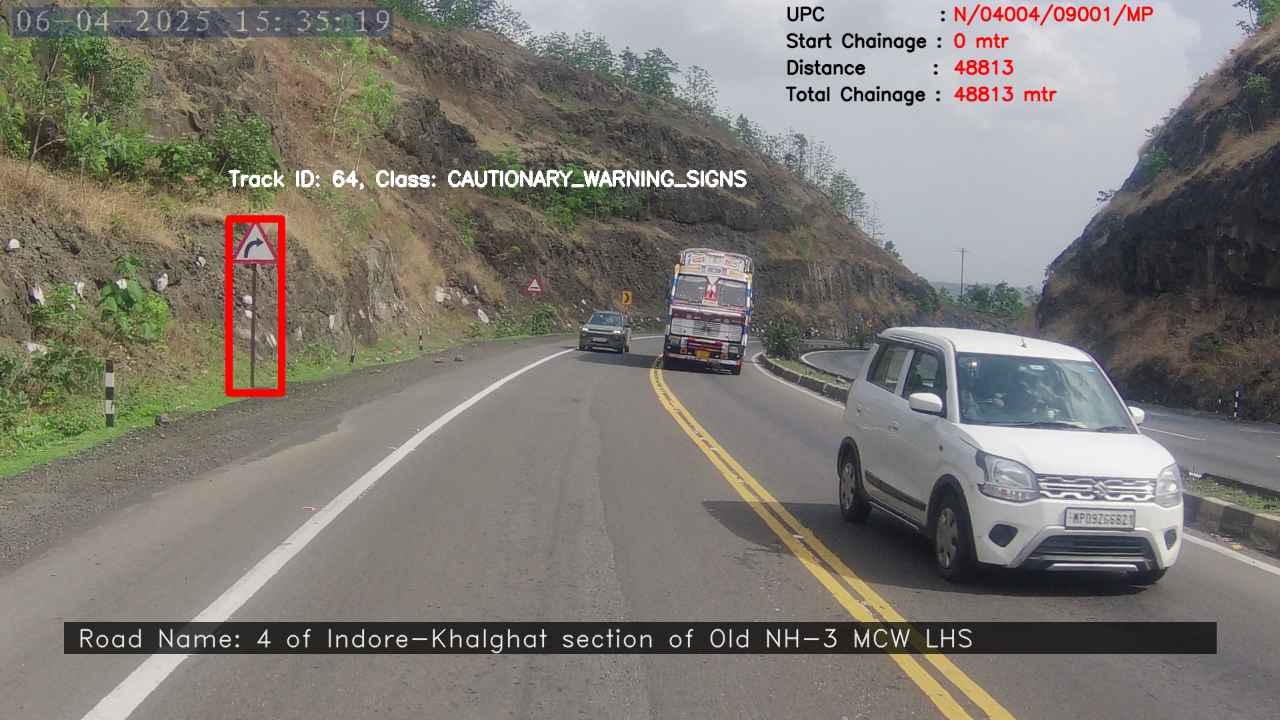 06-04-2025 15:35:19
UPC : N/04004/09001/MP
Start Chainage : 0 mtr
Distance : 48813
Total Chainage : 48813 mtr
Track ID: 64, Class: CAUTIONARY_WARNING_SIGNS
Road Name: 4 of Indore-Khalghat section of Old NH-3 MCW LHS